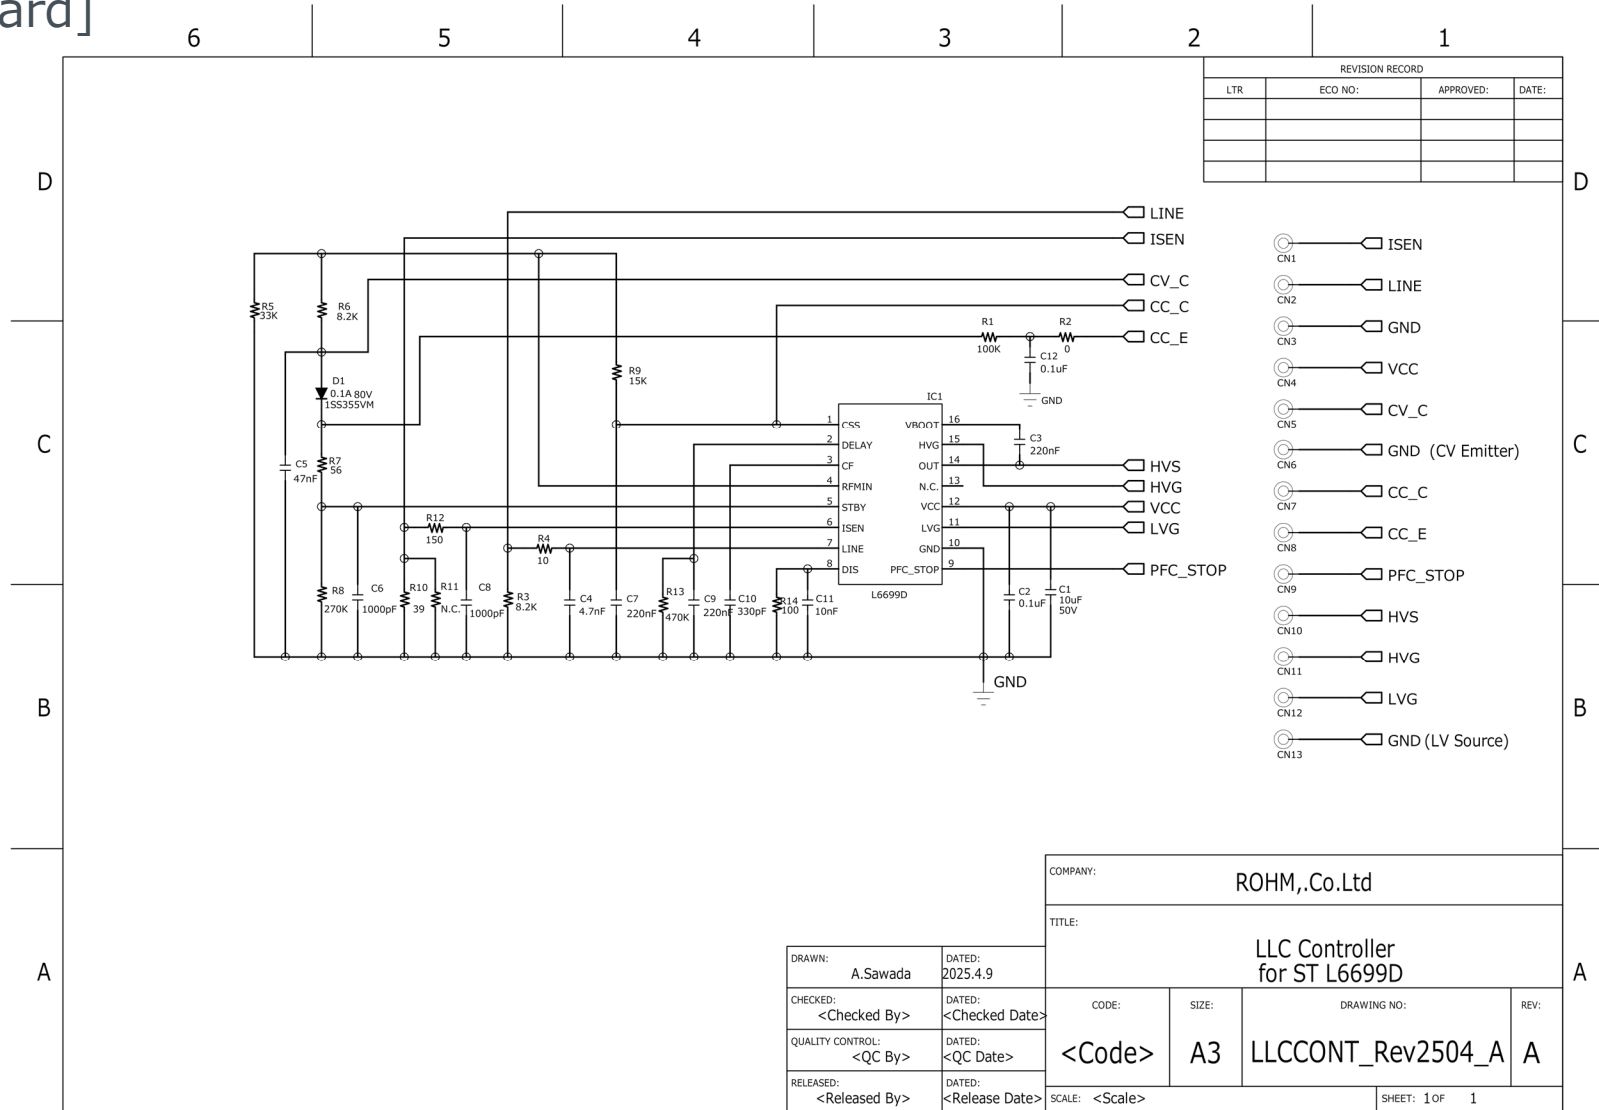 ard]
6 5 4 3 2 1
REVISION RECORD
LTR ECO NO: APPROVED: DATE:
D D
LINE
ISEN
CV_C
CC_C
CC_E
R5
33K
R6
8.2K
R1
100K
R2
0
C12
0.1uF
GND
D1
0.1A 80V
1SS355VM
R9
15K
C C
C5
47nF
R7
56
IC1
1 CSS VBOOT 16
2 DELAY HVG 15
3 CF OUT 14
4 RFMIN N.C. 13
5 STBY VCC 12
6 ISEN LVG 11
7 LINE GND 10
8 DIS PFC_STOP 9
L6699D
C3
220nF
HVS
HVG
VCC
LVG
PFC_STOP
R12
150
R4
10
R8
270K
C6
1000pF
R10
39
R11
N.C.
C8
1000pF
R3
8.2K
C4
4.7nF
C7
220nF
R13
470K
C9
220nF
C10
330pF
R14
100
C11
10nF
C2
0.1uF
C1
10uF
50V
GND
CN1 ISEN
CN2 LINE
CN3 GND
CN4 VCC
CN5 CV_C
CN6 GND (CV Emitter)
CN7 CC_C
CN8 CC_E
CN9 PFC_STOP
CN10 HVS
CN11 HVG
CN12 LVG
CN13 GND (LV Source)
B B
A A
COMPANY:
ROHM,.Co.Ltd
TITLE:
LLC Controller
for ST L6699D
DRAWN: DATED:
A.Sawada 2025.4.9
CHECKED: DATED:
<Checked By> <Checked Date>
QUALITY CONTROL: DATED:
<QC By> <QC Date>
RELEASED: DATED:
<Released By> <Release Date>
CODE: SIZE: DRAWING NO: REV:
<Code> A3 LLCCONT_Rev2504_A A
SCALE: <Scale> SHEET: 1 OF 1